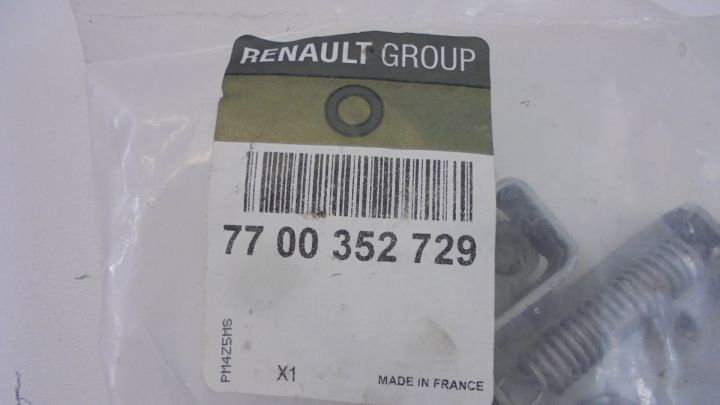 RENAULT GROUP
77 00 352 729
PM4Z5MS
X1
MADE IN FRANCE